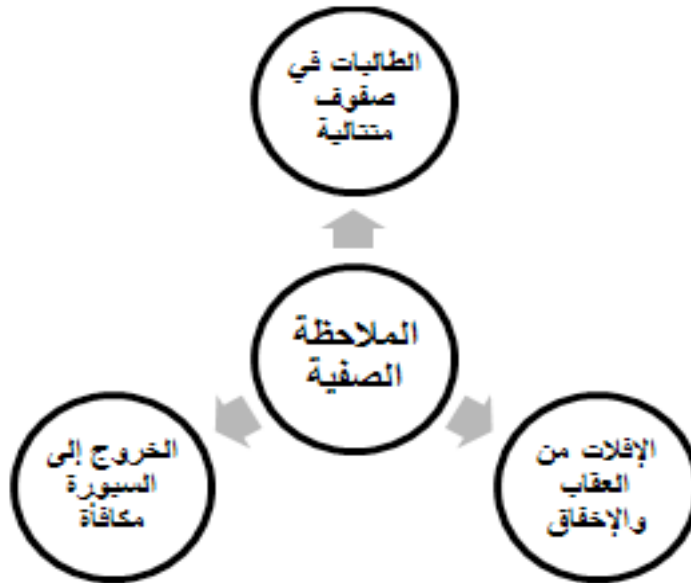 الطالبات في
صفوف
متتالية
الملاحظة
الصفية
الإفلات من
العقاب
والإخفاق
الخروج إلى
السبورة
مكافأة